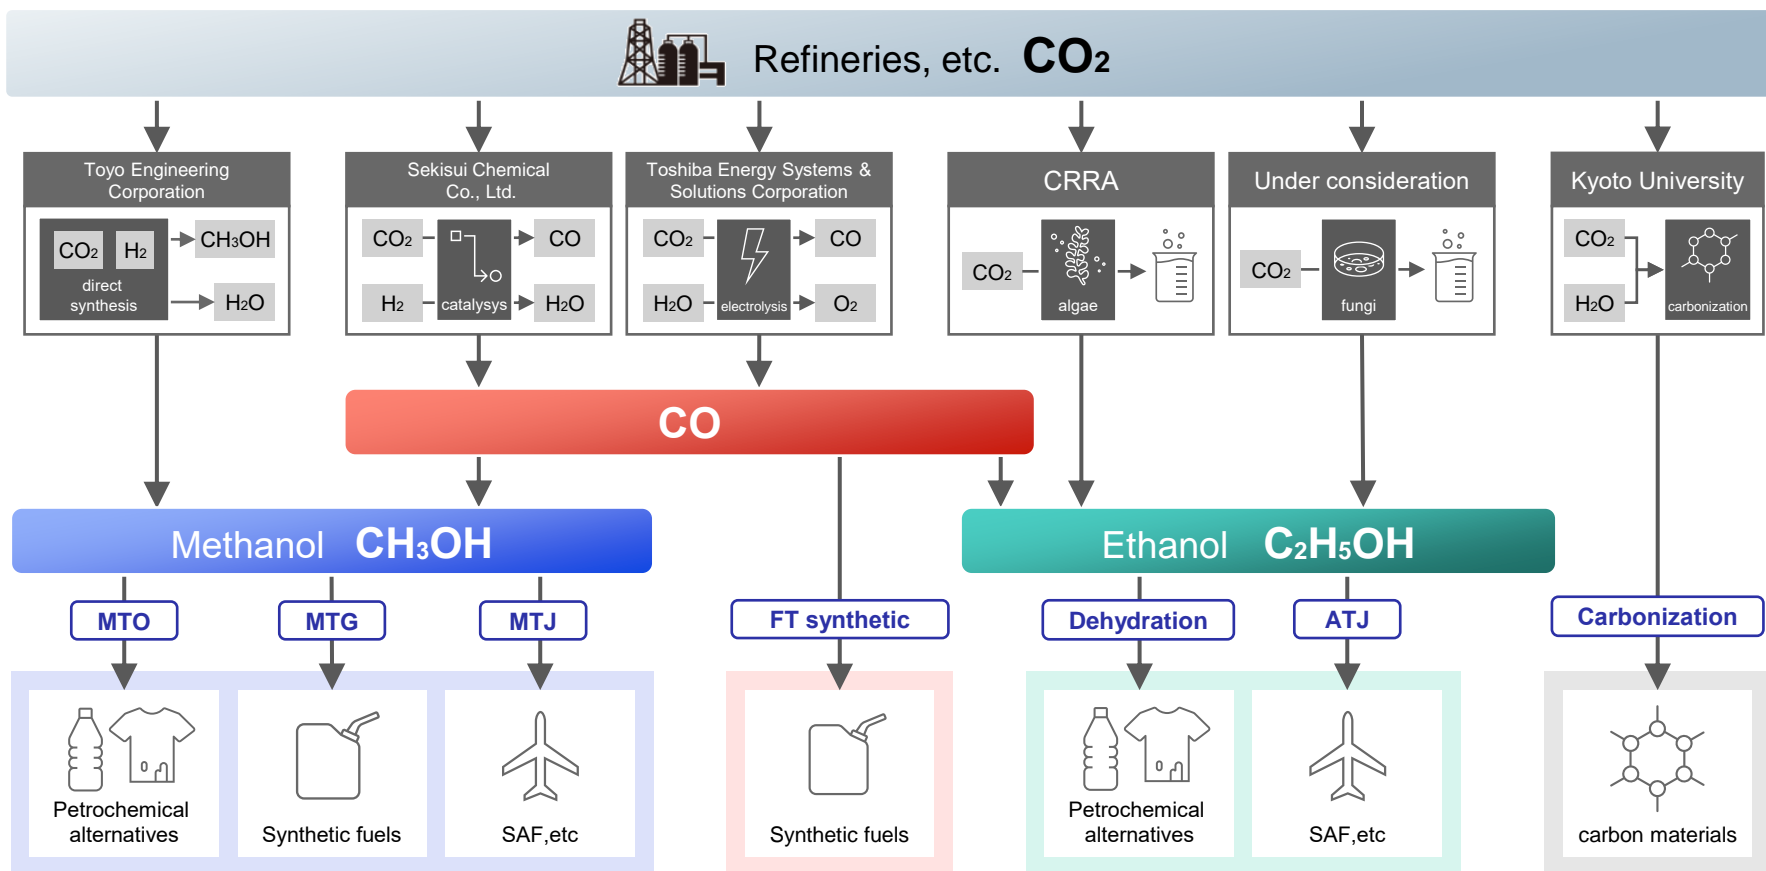 Refineries, etc. CO2
Toyo Engineering
Corporation
CO2
H2
direct
synthesis
CH3OH
H2O
Sekisui Chemical
Co., Ltd.
CO2
CO
H2
catalysys
H2O
Toshiba Energy Systems &
Solutions Corporation
CO2
CO
H2O
electrolysis
O2
CRRA
CO2
algae
Under consideration
CO2
fungi
Kyoto University
CO2
H2O
carbonization
CO
Methanol CH3OH
Ethanol C2H5OH
MTO
MTG
MTJ
FT synthetic
Dehydration
ATJ
Carbonization
Petrochemical
alternatives
Synthetic fuels
SAF,etc
Synthetic fuels
Petrochemical
alternatives
SAF,etc
carbon materials